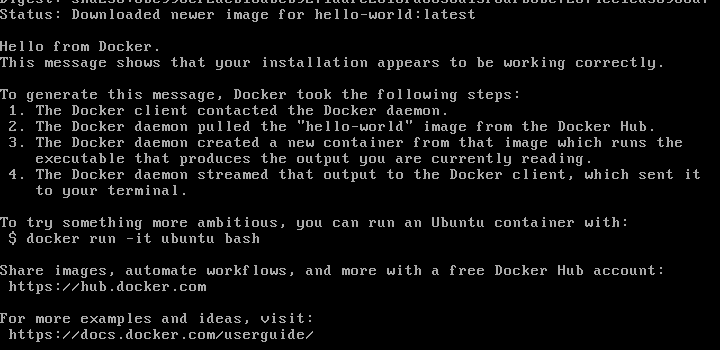 Status: Downloaded newer image for hello-world:latest
Hello from Docker.
This message shows that your installation appears to be working correctly.
To generate this message, Docker took the following steps:
1. The Docker client contacted the Docker daemon.
2. The Docker daemon pulled the "hello-world" image from the Docker Hub.
3. The Docker daemon created a new container from that image which runs the
executable that produces the output you are currently reading.
4. The Docker daemon streamed that output to the Docker client, which sent it
to your terminal.
To try something more ambitious, you can run an Ubuntu container with:
$ docker run -it ubuntu bash
Share images, automate workflows, and more with a free Docker Hub account:
https://hub.docker.com
For more examples and ideas, visit:
https://docs.docker.com/userguide/